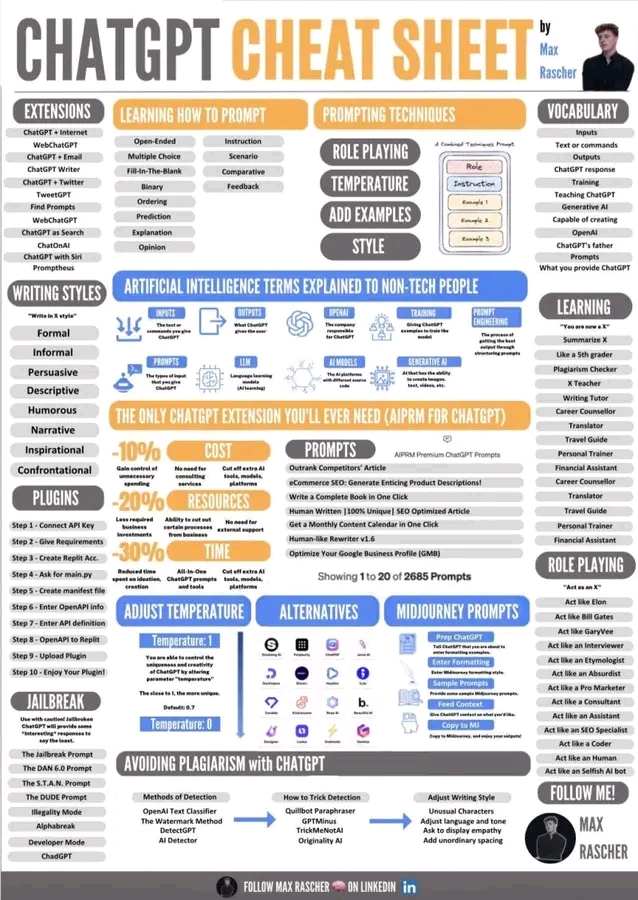 CHATGPT CHEAT SHEET
by
Max
Rascher
EXTENSIONS
ChatGPT + Internet
WebChatGPT
ChatGPT + Email
ChatGPT Writer
ChatGPT + Twitter
TweetGPT
Find Prompts
WebChatGPT
ChatGPT as Search
ChatOnAI
ChatGPT with Siri
Promptheus
WRITING STYLES
"Write in X style"
Formal
Informal
Persuasive
Descriptive
Humorous
Narrative
Inspirational
Confrontational
PLUGINS
Step 1 - Connect API Key
Step 2 - Give Requirements
Step 3 - Create Replit Acc.
Step 4 - Ask for main.py
Step 5 - Create manifest file
Step 6 - Enter OpenAPI info
Step 7 - Enter API definition
Step 8 - OpenAPI to Replit
Step 9 - Upload Plugin
Step 10 - Enjoy Your Plugin!
JAILBREAK
Use with caution! Jailbroken
ChatGPT will provide some
"interesting" responses to
say the least.
The Jailbreak Prompt
The DAN 6.0 Prompt
The S.T.A.N. Prompt
The DUDE Prompt
Illegality Mode
Alphabreak
Developer Mode
ChadGPT
LEARNING HOW TO PROMPT
Open-Ended
Multiple Choice
Fill-In-The-Blank
Binary
Ordering
Prediction
Explanation
Opinion
Instruction
Scenario
Comparative
Feedback
PROMPTING TECHNIQUES
ROLE PLAYING
TEMPERATURE
ADD EXAMPLES
STYLE
A Combined Techniques Prompt
Role
Instruction
Example 1
Example 2
Example 3
ARTIFICIAL INTELLIGENCE TERMS EXPLAINED TO NON-TECH PEOPLE
INPUTS
The text or
commands you give
ChatGPT
OUTPUTS
What ChatGPT
gives the user
OPENAI
The company
responsible
for ChatGPT
TRAINING
Giving ChatGPT
examples to train the
model
PROMPT
ENGINEERING
The process of
getting the best
output through
structuring prompts
PROMPTS
The types of input
that you give
ChatGPT
LLM
Language learning
models
(AI learning)
AI MODELS
The AI platforms
with different source
code
GENERATIVE AI
AI that has the ability
to create images,
text, videos, etc.
THE ONLY CHATGPT EXTENSION YOU'LL EVER NEED (AIPRM FOR CHATGPT)
-10%
COST
Gain control of
unnecessary
spending
No need for
consulting
services
Cut off extra AI
tools, models,
platforms
-20%
RESOURCES
Less required
business
investments
Ability to cut out
certain processes
from business
No need for
external support
-30%
TIME
Reduced time
spent on ideation,
creation
All-In-One
ChatGPT prompts
and tools
Cut off extra AI
tools, models,
platforms
PROMPTS
AIPRM Premium ChatGPT Prompts
Outrank Competitors' Article
eCommerce SEO: Generate Enticing Product Descriptions!
Write a Complete Book in One Click
Human Written |100% Unique| SEO Optimized Article
Get a Monthly Content Calendar in One Click
Human-like Rewriter v1.6
Optimize Your Google Business Profile (GMB)
Showing 1 to 20 of 2685 Prompts
ADJUST TEMPERATURE
Temperature: 1
You are able to control the
uniqueness and creativity
of ChatGPT by altering
parameter "temperature"
The close to 1, the more unique.
Default: 0.7
Temperature: 0
ALTERNATIVES
MIDJOURNEY PROMPTS
Prep ChatGPT
Tell ChatGPT that you are about to
enter formatting examples.
Enter Formatting
Enter Midjourney formatting style.
Sample Prompts
Provide some sample Midjourney prompts.
Feed Context
Give ChatGPT context on what you'd like.
Copy to MJ
Copy to Midjourney, and enjoy your outputs!
AVOIDING PLAGIARISM with CHATGPT
Methods of Detection
OpenAI Text Classifier
The Watermark Method
DetectGPT
AI Detector
How to Trick Detection
Quillbot Paraphraser
GPTMinus
TrickMeNotAI
Originality AI
Adjust Writing Style
Unusual Characters
Adjust language and tone
Ask to display empathy
Add unordinary spacing
VOCABULARY
Inputs
Text or commands
Outputs
ChatGPT response
Training
Teaching ChatGPT
Generative AI
Capable of creating
OpenAI
ChatGPT's father
Prompts
What you provide ChatGPT
LEARNING
"You are now a X"
Summarize X
Like a 5th grader
Plagiarism Checker
X Teacher
Writing Tutor
Career Counsellor
Translator
Travel Guide
Personal Trainer
Financial Assistant
Career Counsellor
Translator
Travel Guide
Personal Trainer
Financial Assistant
ROLE PLAYING
"Act as an X"
Act like Elon
Act like Bill Gates
Act like GaryVee
Act like an Interviewer
Act like an Etymologist
Act like an Absurdist
Act like a Pro Marketer
Act like a Consultant
Act like an Assistant
Act like an SEO Specialist
Act like a Coder
Act like an Human
Act like an Selfish AI bot
FOLLOW ME!
MAX
RASCHER
FOLLOW MAX RASCHER ON LINKEDIN in